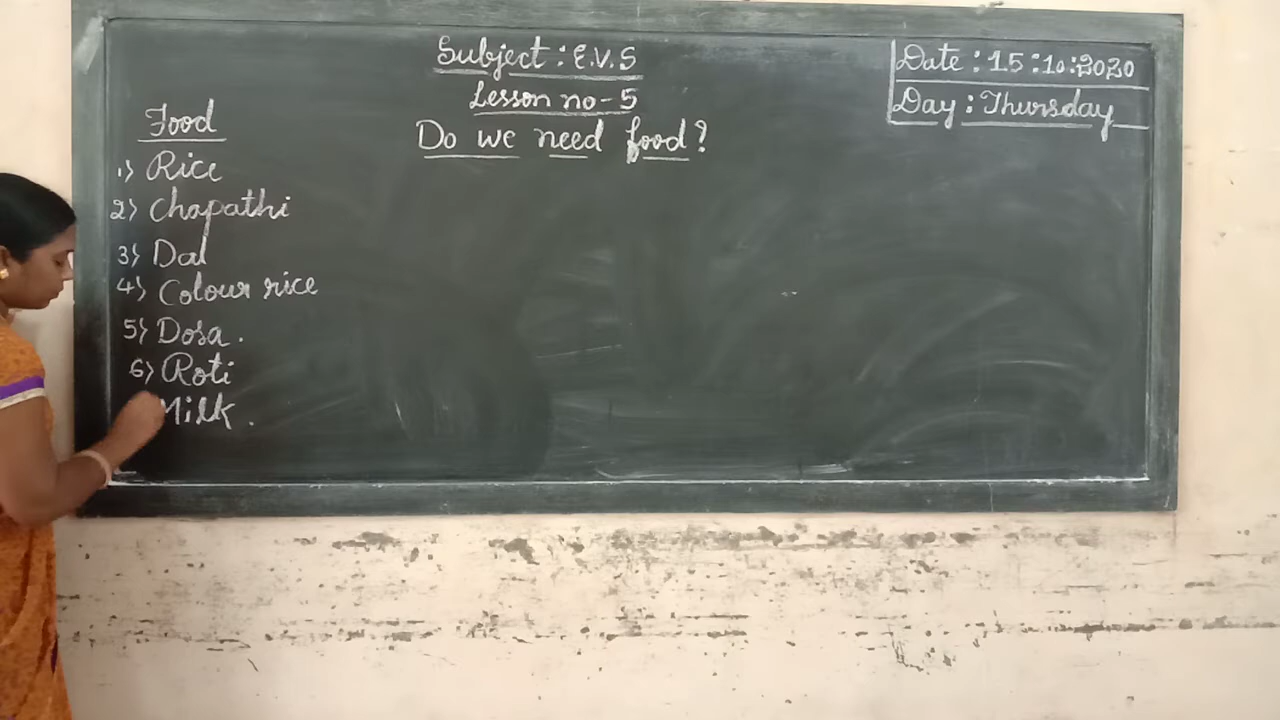 Subject : E.V.S
Lesson no - 5
Do we need food?
Date : 15:10:2020
Day : Thursday
Food
1) Rice
2) Chapathi
3) Dal
4) Colour rice
5) Dosa.
6) Roti
Milk.